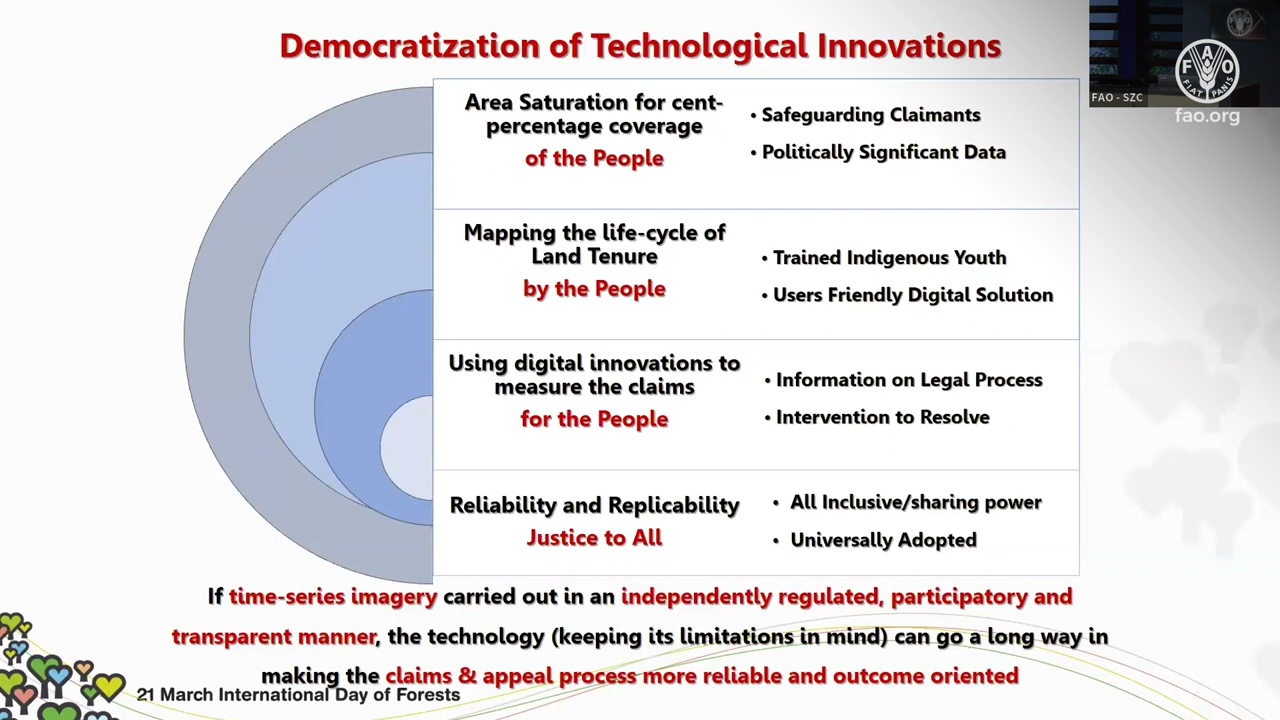 Democratization of Technological Innovations
Area Saturation for cent-
percentage coverage
of the People
• Safeguarding Claimants
• Politically Significant Data
Mapping the life-cycle of
Land Tenure
by the People
• Trained Indigenous Youth
• Users Friendly Digital Solution
Using digital innovations to
measure the claims
for the People
• Information on Legal Process
• Intervention to Resolve
Reliability and Replicability
Justice to All
• All Inclusive/sharing power
• Universally Adopted
If time-series imagery carried out in an independently regulated, participatory and
transparent manner, the technology (keeping its limitations in mind) can go a long way in
making the claims & appeal process more reliable and outcome oriented
21 March International Day of Forests
FAO - SZC
F A O
FIAT PANIS
fao.org